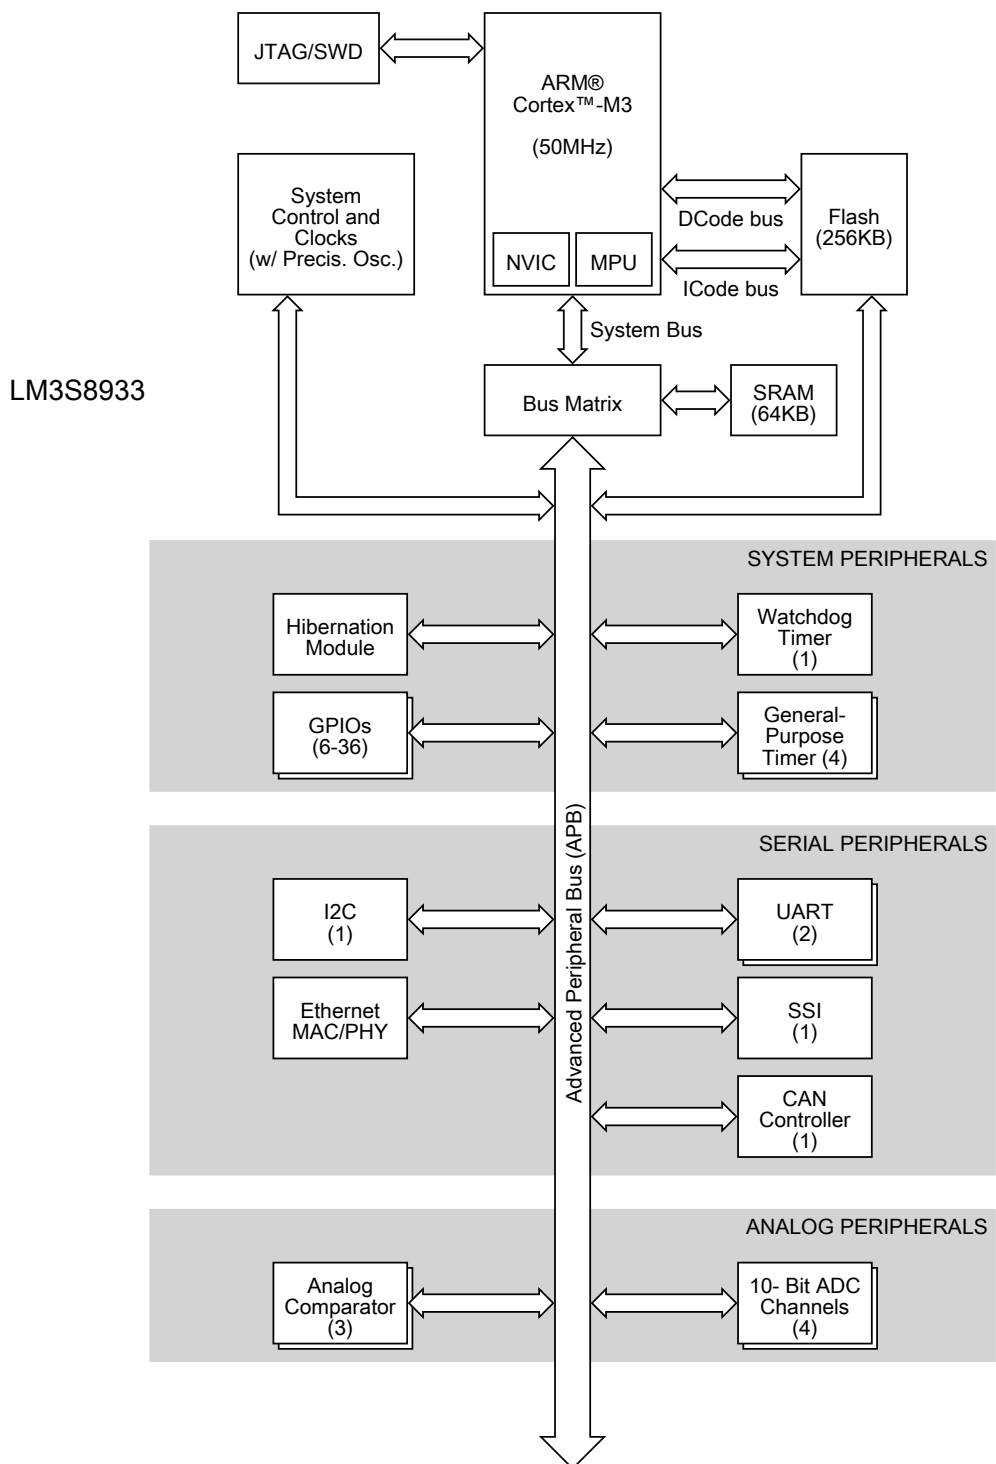 JTAG/SWD
ARM®
Cortex™-M3
(50MHz)
System
Control and
Clocks
(w/ Precis. Osc.)
DCode bus
Flash
(256KB)
NVIC
MPU
ICode bus
System Bus
LM3S8933
Bus Matrix
SRAM
(64KB)
SYSTEM PERIPHERALS
Hibernation
Module
Watchdog
Timer
(1)
GPIOs
(6-36)
General-
Purpose
Timer (4)
Advanced Peripheral Bus (APB)
SERIAL PERIPHERALS
I2C
(1)
UART
(2)
Ethernet
MAC/PHY
SSI
(1)
CAN
Controller
(1)
ANALOG PERIPHERALS
Analog
Comparator
(3)
10- Bit ADC
Channels
(4)